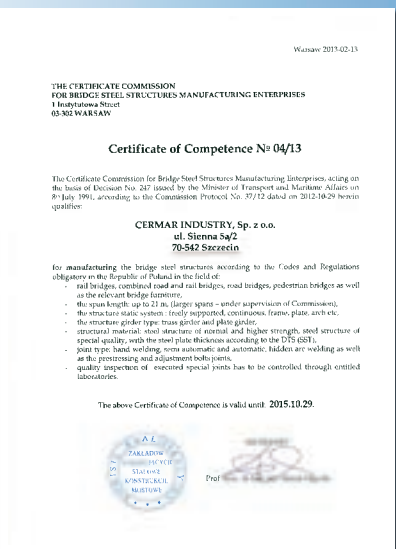 Warsaw 2013-02-13
THE CERTIFICATE COMMISSION
FOR BRIDGE STEEL STRUCTURES MANUFACTURING ENTERPRISES
1 Instytutowa Street
03-302 WARSAW
Certificate of Competence № 04/13
The Certificate Commission for Bridge Steel Structures Manufacturing Enterprises, acting on
the basis of Decision No. 247 issued by the Minister of Transport and Maritime Affairs on
8th July 1991, according to the Commission Protocol No. 37/12 dated on 2012-10-29 herein
qualifies:
CERMAR INDUSTRY, Sp. z o.o.
ul. Sienna 5a/2
70-542 Szczecin
for manufacturing the bridge steel structures according to the Codes and Regulations
obligatory in the Republic of Poland in the field of:
- rail bridges, combined road and rail bridges, road bridges, pedestrian bridges as well
as the relevant bridge furniture,
- the span length: up to 21 m, (larger spans – under supervision of Commission),
- the structure static system : freely supported, continuous, frame, plate, arch etc,
- the structure girder type: truss girder and plate girder,
- structural material: steel structure of normal and higher strength, steel structure of
special quality, with the steel plate thickness according to the DTS (SST),
- joint type: hand welding, semi automatic and automatic, hidden arc welding as well
as the prestressing and adjustment bolts joints,
- quality inspection of executed special joints has to be controlled through entitled
laboratories.
The above Certificate of Competence is valid until: 2015.10.29.
ZAKŁADÓW
STALOWE
KONSTRUKCJE
MOSTOWE
Prof